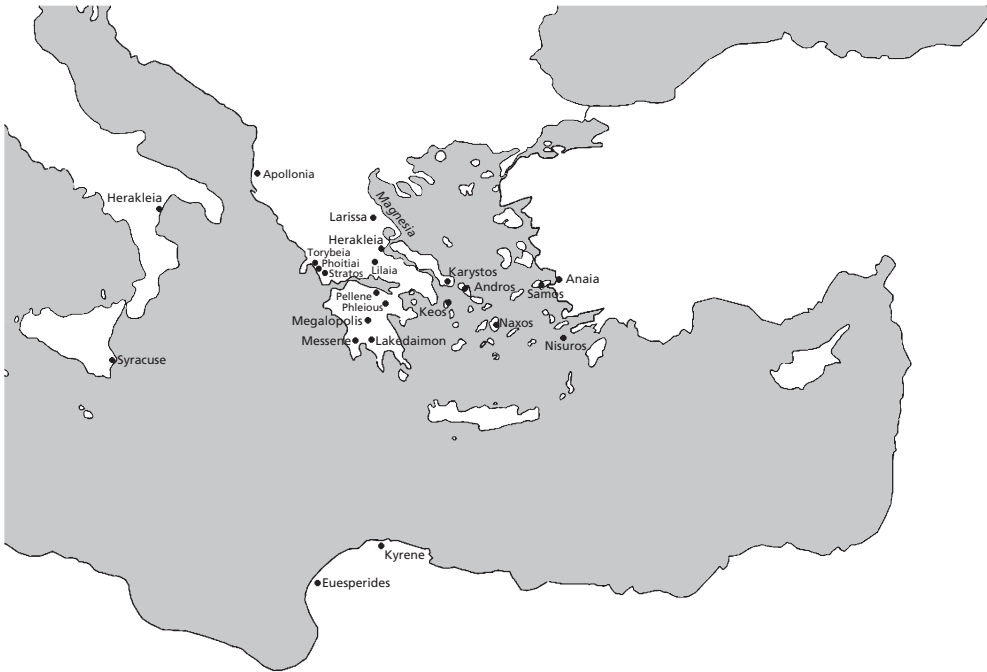 Apollonia
Herakleia
Larissa
Magnesia
Herakleia
Torybeia
Phoitiai
Stratos
Lilaia
Karystos
Andros
Anaia
Samos
Pellene
Phleious
Keos
Megalopolis
Naxos
Messene
Lakedaimon
Nisuros
Syracuse
Kyrene
Euesperides